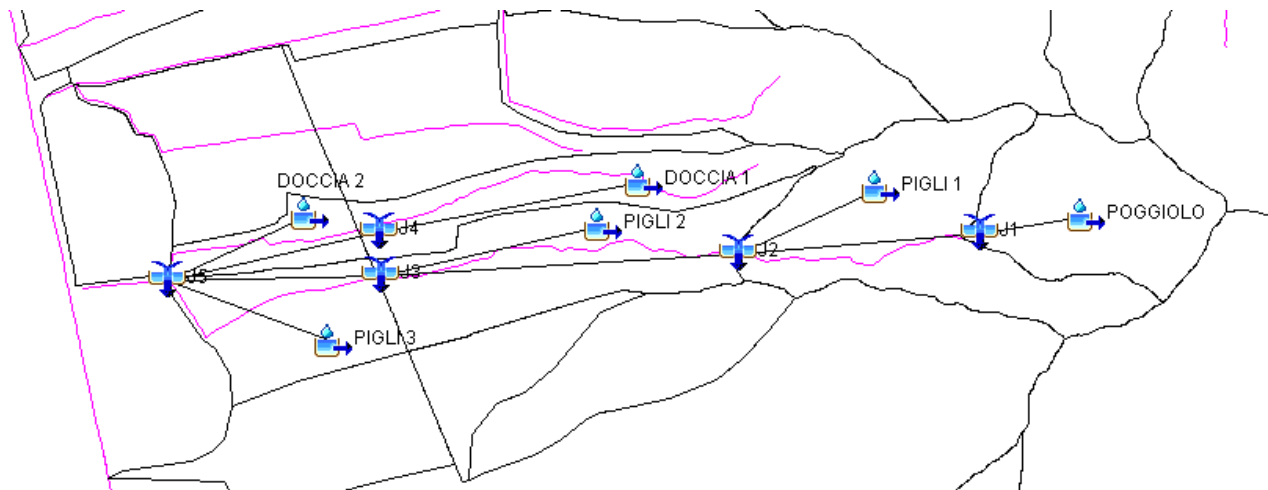 DOCCIA 2
DOCCIA 1
PIGLI 1
POGGIOLO
J4
PIGLI 2
J1
J2
J3
J5
PIGLI 3